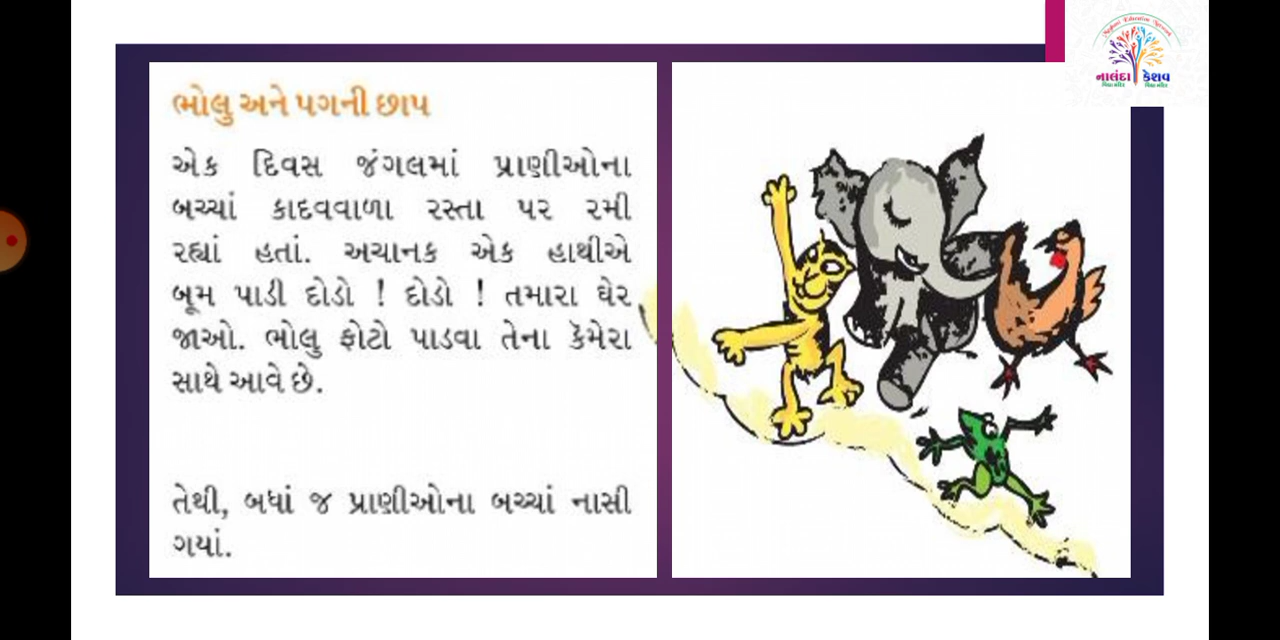 ભોલુ અને પગની છાપ
એક દિવસ જંગલમાં પ્રાણીઓના
બચ્ચાં કાદવવાળા રસ્તા પર રમી
રહ્યાં હતાં. અચાનક એક હાથીએ
બૂમ પાડી દોડો ! દોડો ! તમારા ઘેર
જાઓ. ભોલુ ફોટો પાડવા તેના કૅમેરા
સાથે આવે છે.
તેથી, બધાં જ પ્રાણીઓના બચ્ચાં નાસી
ગયાં.
નાલંદા કેશવ
વિદ્યા મંદિર વિદ્યા મંદિર